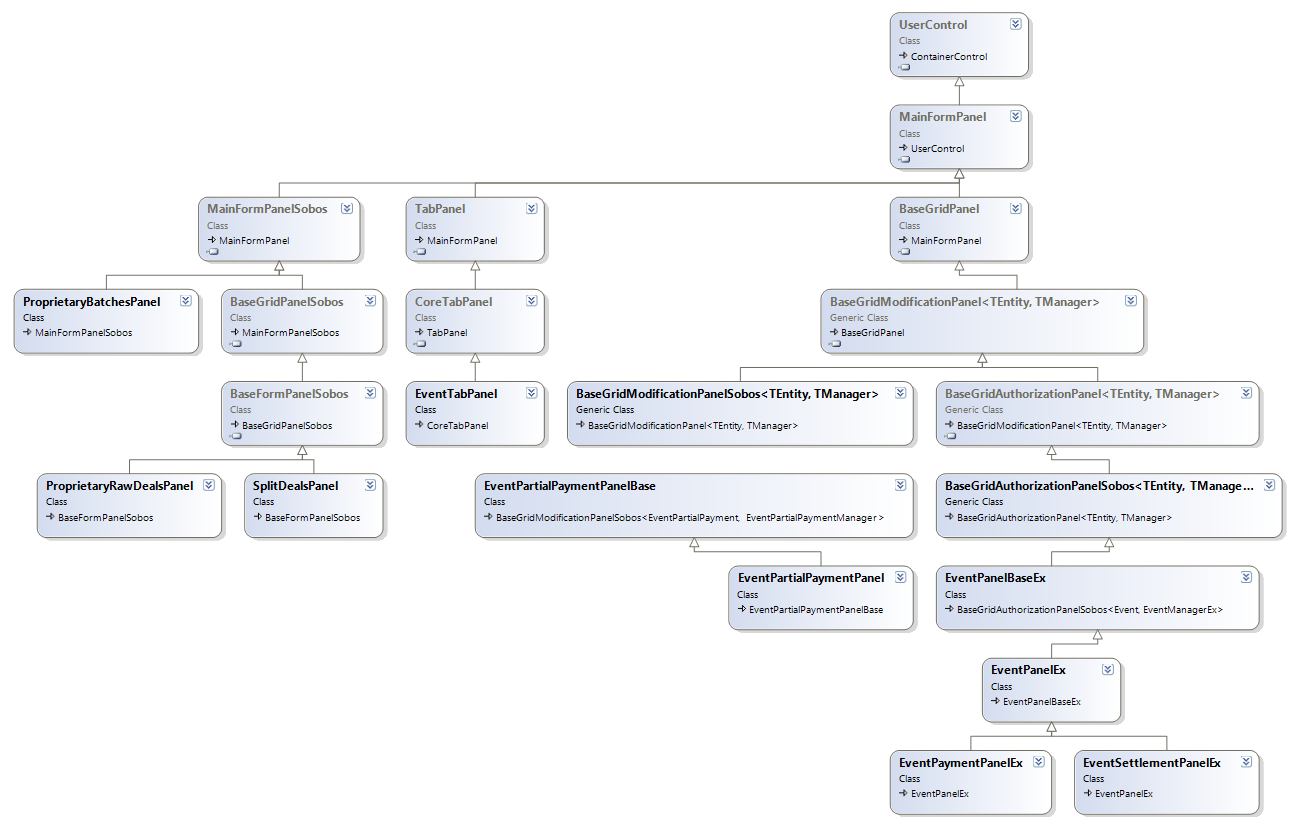 UserControl
Class
ContainerControl
MainFormPanel
Class
UserControl
MainFormPanelSobos
Class
MainFormPanel
TabPanel
Class
MainFormPanel
BaseGridPanel
Class
MainFormPanel
ProprietaryBatchesPanel
Class
MainFormPanelSobos
BaseGridPanelSobos
Class
MainFormPanelSobos
CoreTabPanel
Class
TabPanel
BaseGridModificationPanel<TEntity, TManager>
Generic Class
BaseGridPanel
BaseFormPanelSobos
Class
BaseGridPanelSobos
EventTabPanel
Class
CoreTabPanel
BaseGridModificationPanelSobos<TEntity, TManager>
Generic Class
BaseGridModificationPanel<TEntity, TManager>
BaseGridAuthorizationPanel<TEntity, TManager>
Generic Class
BaseGridModificationPanel<TEntity, TManager>
ProprietaryRawDealsPanel
Class
BaseFormPanelSobos
SplitDealsPanel
Class
BaseFormPanelSobos
EventPartialPaymentPanelBase
Class
BaseGridModificationPanelSobos<EventPartialPayment, EventPartialPaymentManager>
BaseGridAuthorizationPanelSobos<TEntity, TManage...
Generic Class
BaseGridAuthorizationPanel<TEntity, TManager>
EventPartialPaymentPanel
Class
EventPartialPaymentPanelBase
EventPanelBaseEx
Class
BaseGridAuthorizationPanelSobos<Event, EventManagerEx>
EventPanelEx
Class
EventPanelBaseEx
EventPaymentPanelEx
Class
EventPanelEx
EventSettlementPanelEx
Class
EventPanelEx